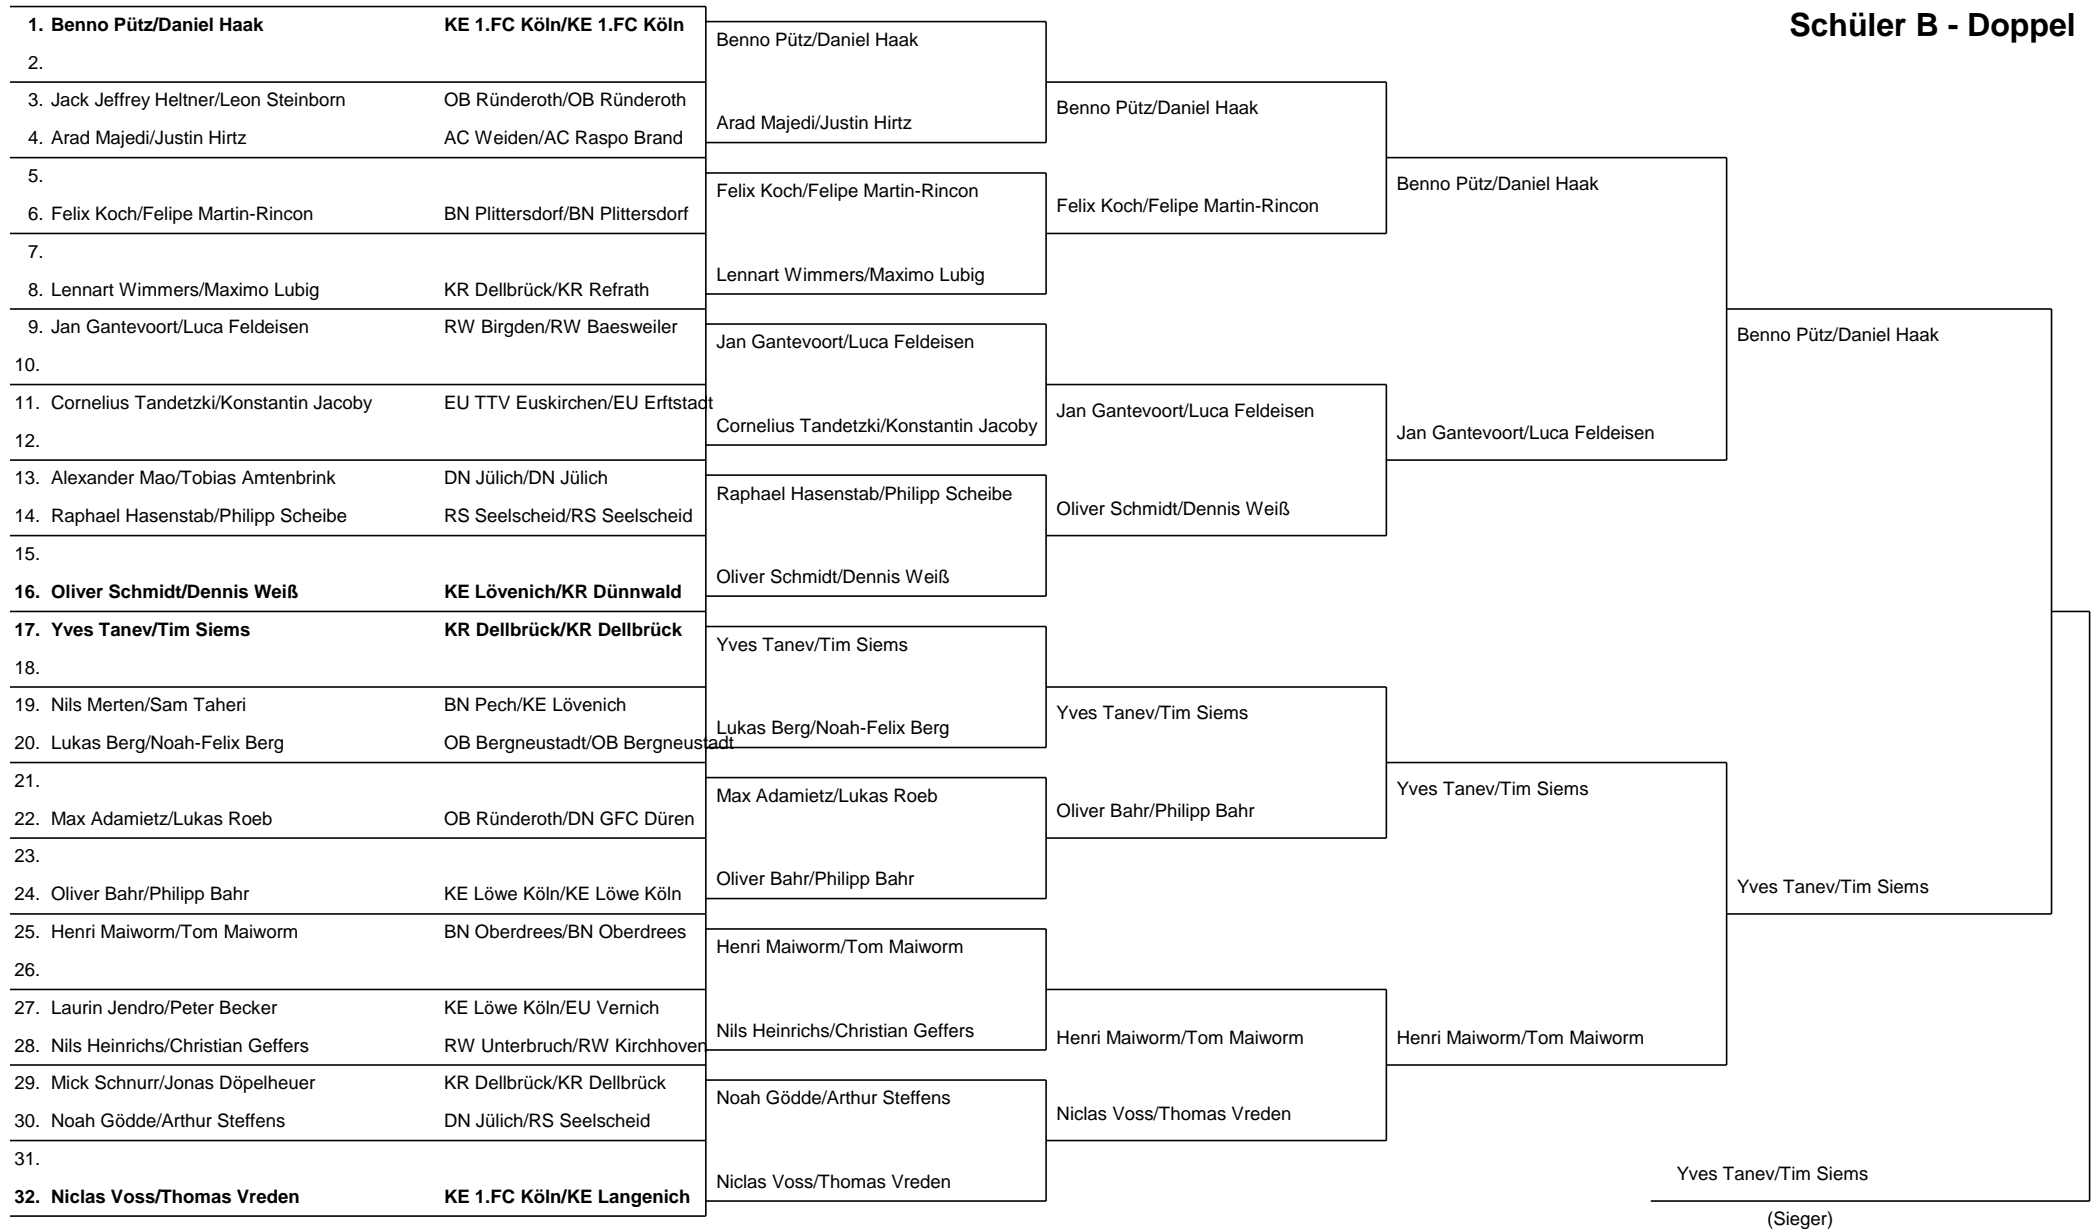 Schüler B - Doppel
1. Benno Pütz/Daniel Haak KE 1.FC Köln/KE 1.FC Köln
2.
3. Jack Jeffrey Heltner/Leon Steinborn OB Ründeroth/OB Ründeroth
4. Arad Majedi/Justin Hirtz AC Weiden/AC Raspo Brand
5.
6. Felix Koch/Felipe Martin-Rincon BN Plittersdorf/BN Plittersdorf
7.
8. Lennart Wimmers/Maximo Lubig KR Dellbrück/KR Refrath
9. Jan Gantevoort/Luca Feldeisen RW Birgden/RW Baesweiler
10.
11. Cornelius Tandetzki/Konstantin Jacoby EU TTV Euskirchen/EU Erftstadt
12.
13. Alexander Mao/Tobias Amtenbrink DN Jülich/DN Jülich
14. Raphael Hasenstab/Philipp Scheibe RS Seelscheid/RS Seelscheid
15.
16. Oliver Schmidt/Dennis Weiß KE Lövenich/KR Dünnwald
17. Yves Tanev/Tim Siems KR Dellbrück/KR Dellbrück
18.
19. Nils Merten/Sam Taheri BN Pech/KE Lövenich
20. Lukas Berg/Noah-Felix Berg OB Bergneustadt/OB Bergneustadt
21.
22. Max Adamietz/Lukas Roeb OB Ründeroth/DN GFC Düren
23.
24. Oliver Bahr/Philipp Bahr KE Löwe Köln/KE Löwe Köln
25. Henri Maiworm/Tom Maiworm BN Oberdrees/BN Oberdrees
26.
27. Laurin Jendro/Peter Becker KE Löwe Köln/EU Vernich
28. Nils Heinrichs/Christian Geffers RW Unterbruch/RW Kirchhoven
29. Mick Schnurr/Jonas Döpelheuer KR Dellbrück/KR Dellbrück
30. Noah Gödde/Arthur Steffens DN Jülich/RS Seelscheid
31.
32. Niclas Voss/Thomas Vreden KE 1.FC Köln/KE Langenich
Benno Pütz/Daniel Haak
Arad Majedi/Justin Hirtz
Felix Koch/Felipe Martin-Rincon
Lennart Wimmers/Maximo Lubig
Jan Gantevoort/Luca Feldeisen
Cornelius Tandetzki/Konstantin Jacoby
Raphael Hasenstab/Philipp Scheibe
Oliver Schmidt/Dennis Weiß
Yves Tanev/Tim Siems
Lukas Berg/Noah-Felix Berg
Max Adamietz/Lukas Roeb
Oliver Bahr/Philipp Bahr
Henri Maiworm/Tom Maiworm
Nils Heinrichs/Christian Geffers
Noah Gödde/Arthur Steffens
Niclas Voss/Thomas Vreden
Benno Pütz/Daniel Haak
Felix Koch/Felipe Martin-Rincon
Jan Gantevoort/Luca Feldeisen
Oliver Schmidt/Dennis Weiß
Yves Tanev/Tim Siems
Oliver Bahr/Philipp Bahr
Henri Maiworm/Tom Maiworm
Niclas Voss/Thomas Vreden
Benno Pütz/Daniel Haak
Jan Gantevoort/Luca Feldeisen
Yves Tanev/Tim Siems
Henri Maiworm/Tom Maiworm
Benno Pütz/Daniel Haak
Yves Tanev/Tim Siems
Yves Tanev/Tim Siems
(Sieger)